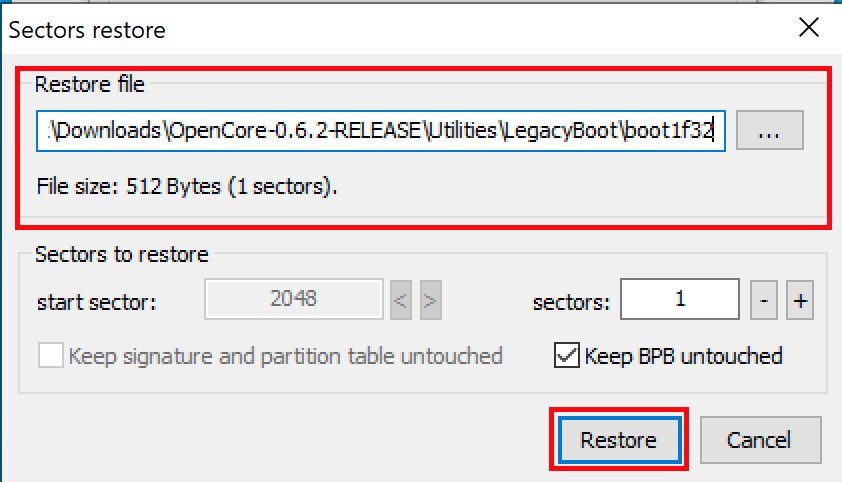 Sectors restore
Restore file
:\Downloads\OpenCore-0.6.2-RELEASE\Utilities\LegacyBoot\boot1f32
...
File size: 512 Bytes (1 sectors).
Sectors to restore
start sector:
2048
<
>
sectors:
1
-
+
Keep signature and partition table untouched
Keep BPB untouched
Restore
Cancel